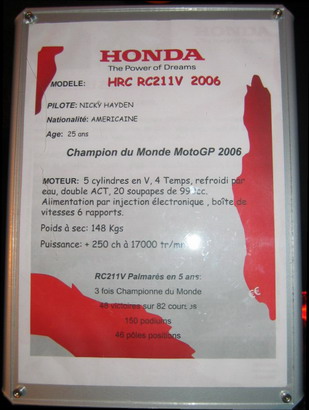 HONDA
The Power of Dreams
MODELE: HRC RC211V 2006
PILOTE: NICKY HAYDEN
Nationalité: AMERICAINE
Age: 25 ans
Champion du Monde MotoGP 2006
MOTEUR: 5 cylindres en V, 4 Temps, refroidi par
eau, double ACT, 20 soupapes de 990cc.
Alimentation par injection électronique , boîte de
vitesses 6 rapports.
Poids à sec: 148 Kgs
Puissance: + 250 ch à 17000 tr/mn
RC211V Palmarès en 5 ans:
3 fois Championne du Monde
48 victoires sur 82 courses
150 podiums
46 pôles positions